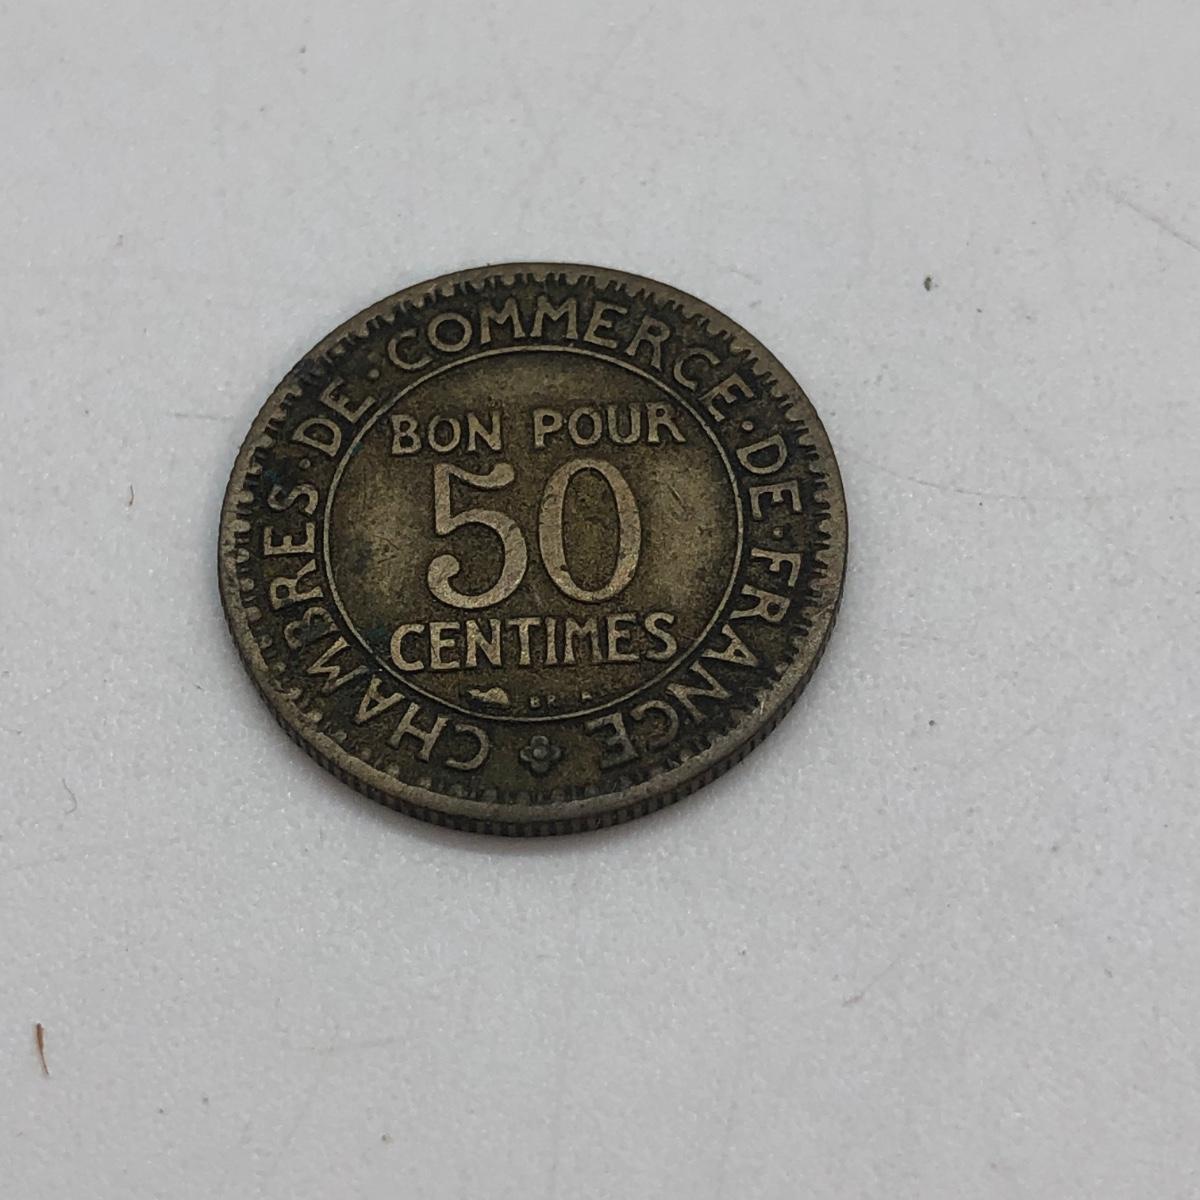 CHAMBRES·DE·COMMERCE·DE·FRANCE
BON POUR
50
CENTIMES